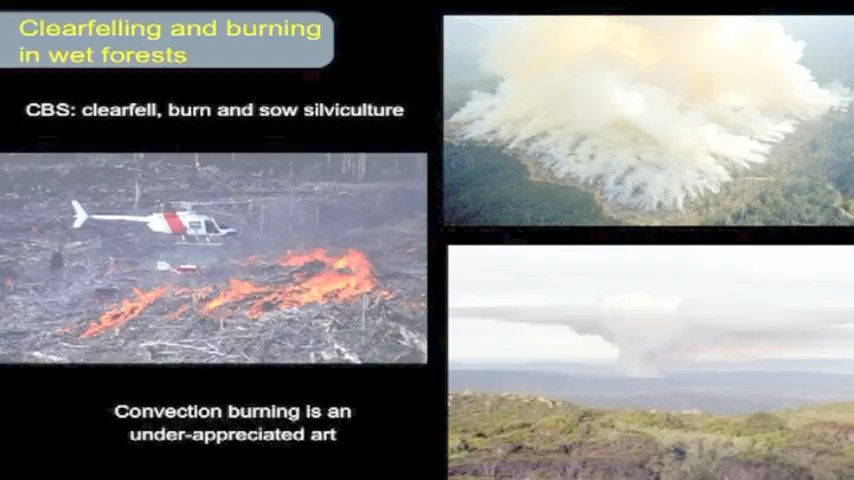 Clearfelling and burning
in wet forests
CBS: clearfell, burn and sow silviculture
Convection burning is an
under-appreciated art